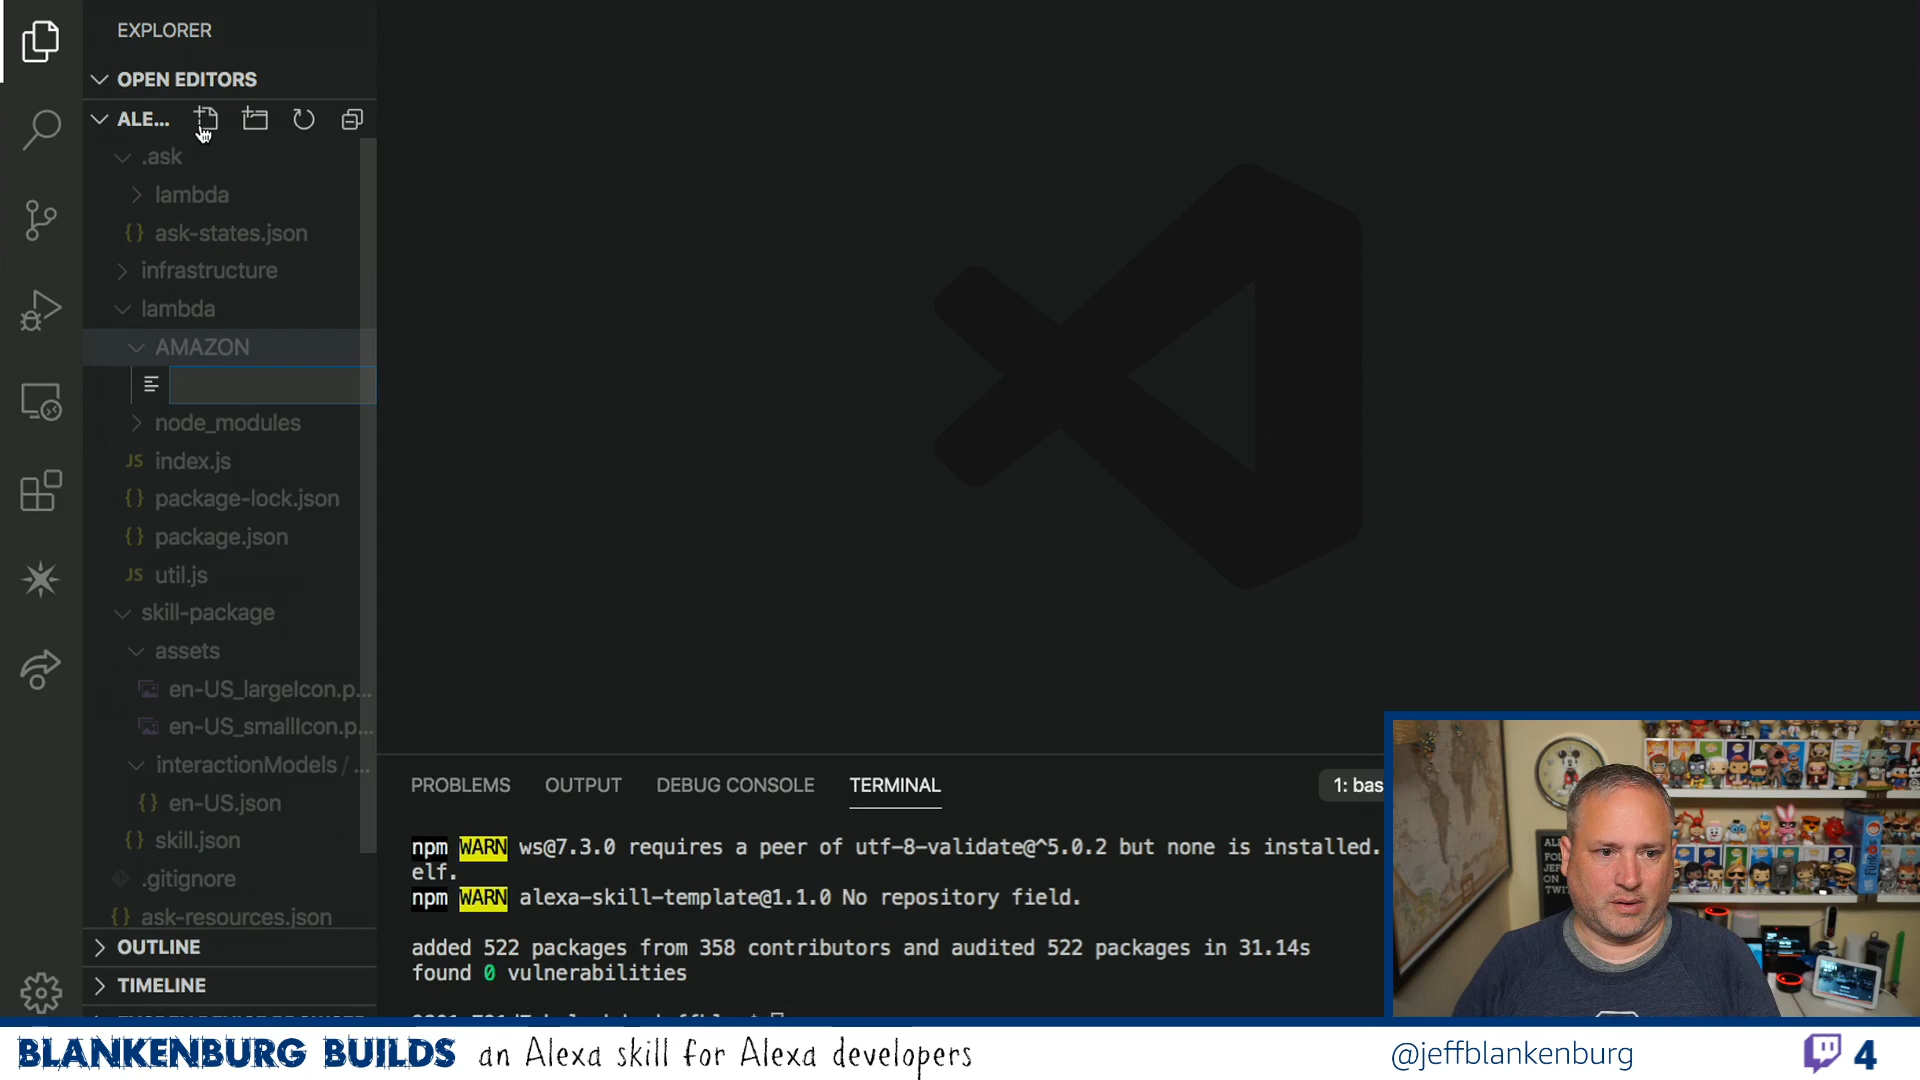 EXPLORER
OPEN EDITORS
ALE...
.ask
lambda
{} ask-states.json
infrastructure
lambda
AMAZON
node_modules
JS index.js
{} package-lock.json
{} package.json
JS util.js
skill-package
assets
en-US_largeIcon.p...
en-US_smallIcon.p...
interactionModels / ...
{} en-US.json
{} skill.json
.gitignore
{} ask-resources.json
OUTLINE
TIMELINE
PROBLEMS OUTPUT DEBUG CONSOLE TERMINAL 1: bas
npm WARN ws@7.3.0 requires a peer of utf-8-validate@^5.0.2 but none is installed.
elf.
npm WARN alexa-skill-template@1.1.0 No repository field.
added 522 packages from 358 contributors and audited 522 packages in 31.14s
found 0 vulnerabilities
BLANKENBURG BUILDS an Alexa skill for Alexa developers @jeffblankenburg 4